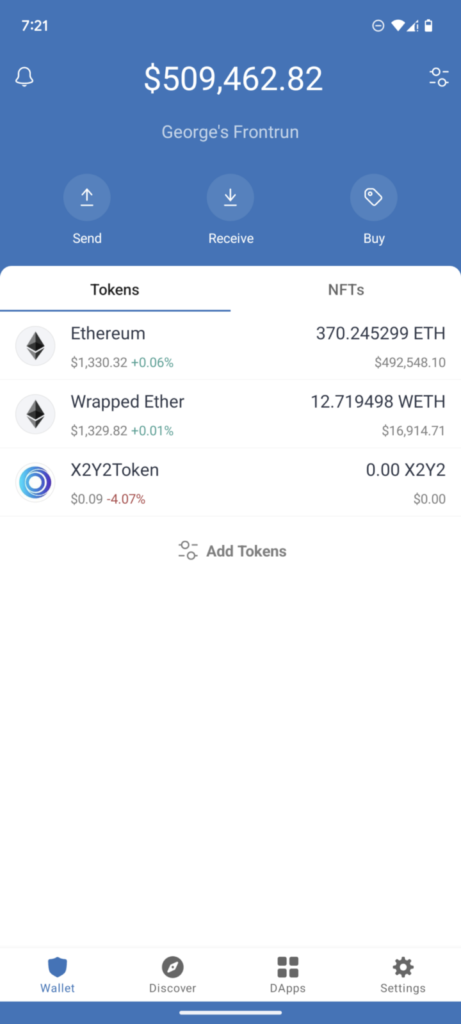 7:21
$509,462.82
George's Frontrun
Send Receive Buy
Tokens NFTs
Ethereum 370.245299 ETH
$1,330.32 +0.06% $492,548.10
Wrapped Ether 12.719498 WETH
$1,329.82 +0.01% $16,914.71
X2Y2Token 0.00 X2Y2
$0.09 -4.07% $0.00
Add Tokens
Wallet Discover DApps Settings